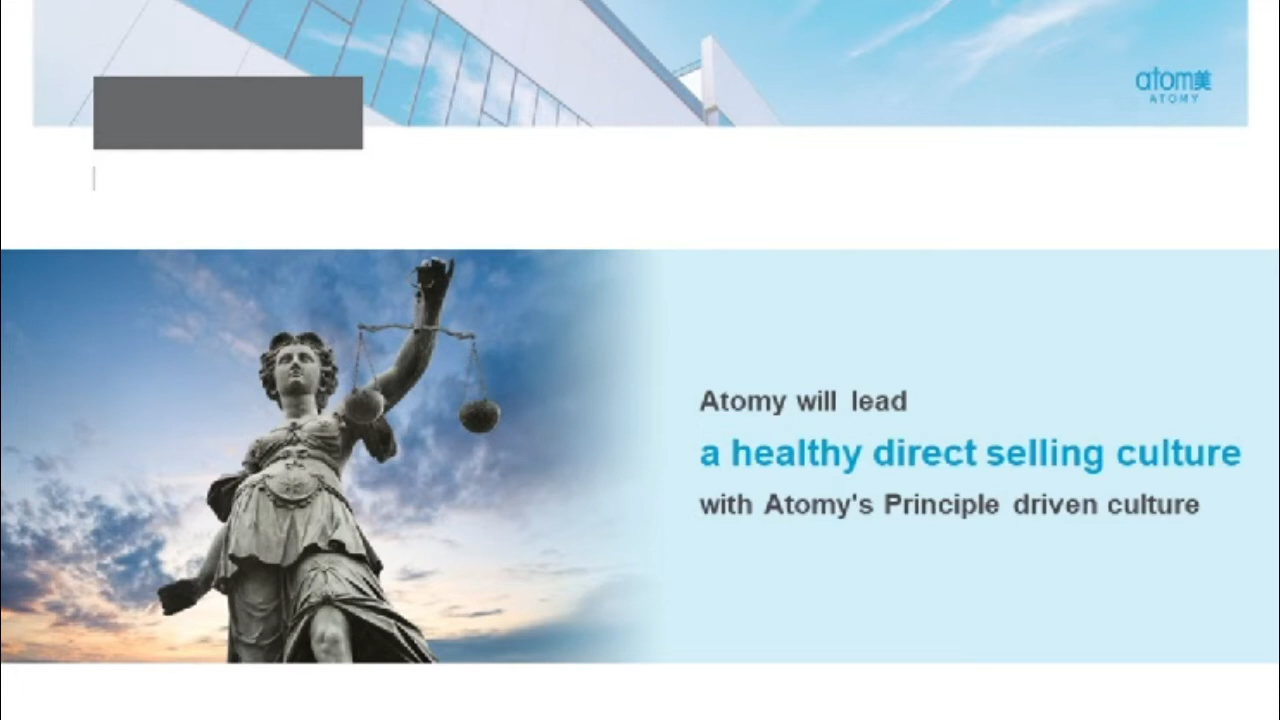 atom美
ATOMY
Atomy will lead
a healthy direct selling culture
with Atomy's Principle driven culture